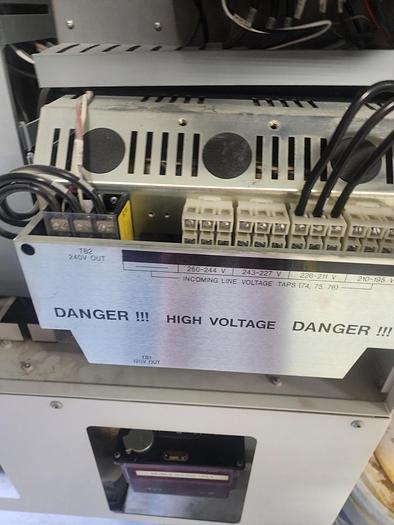 TB2
240V OUT
260-244 V 243-227 V 226-211 V 210-195 V
INCOMING LINE VOLTAGE TAPS (74, 75, 76)
DANGER !!! HIGH VOLTAGE DANGER !!!
TB1
120V OUT